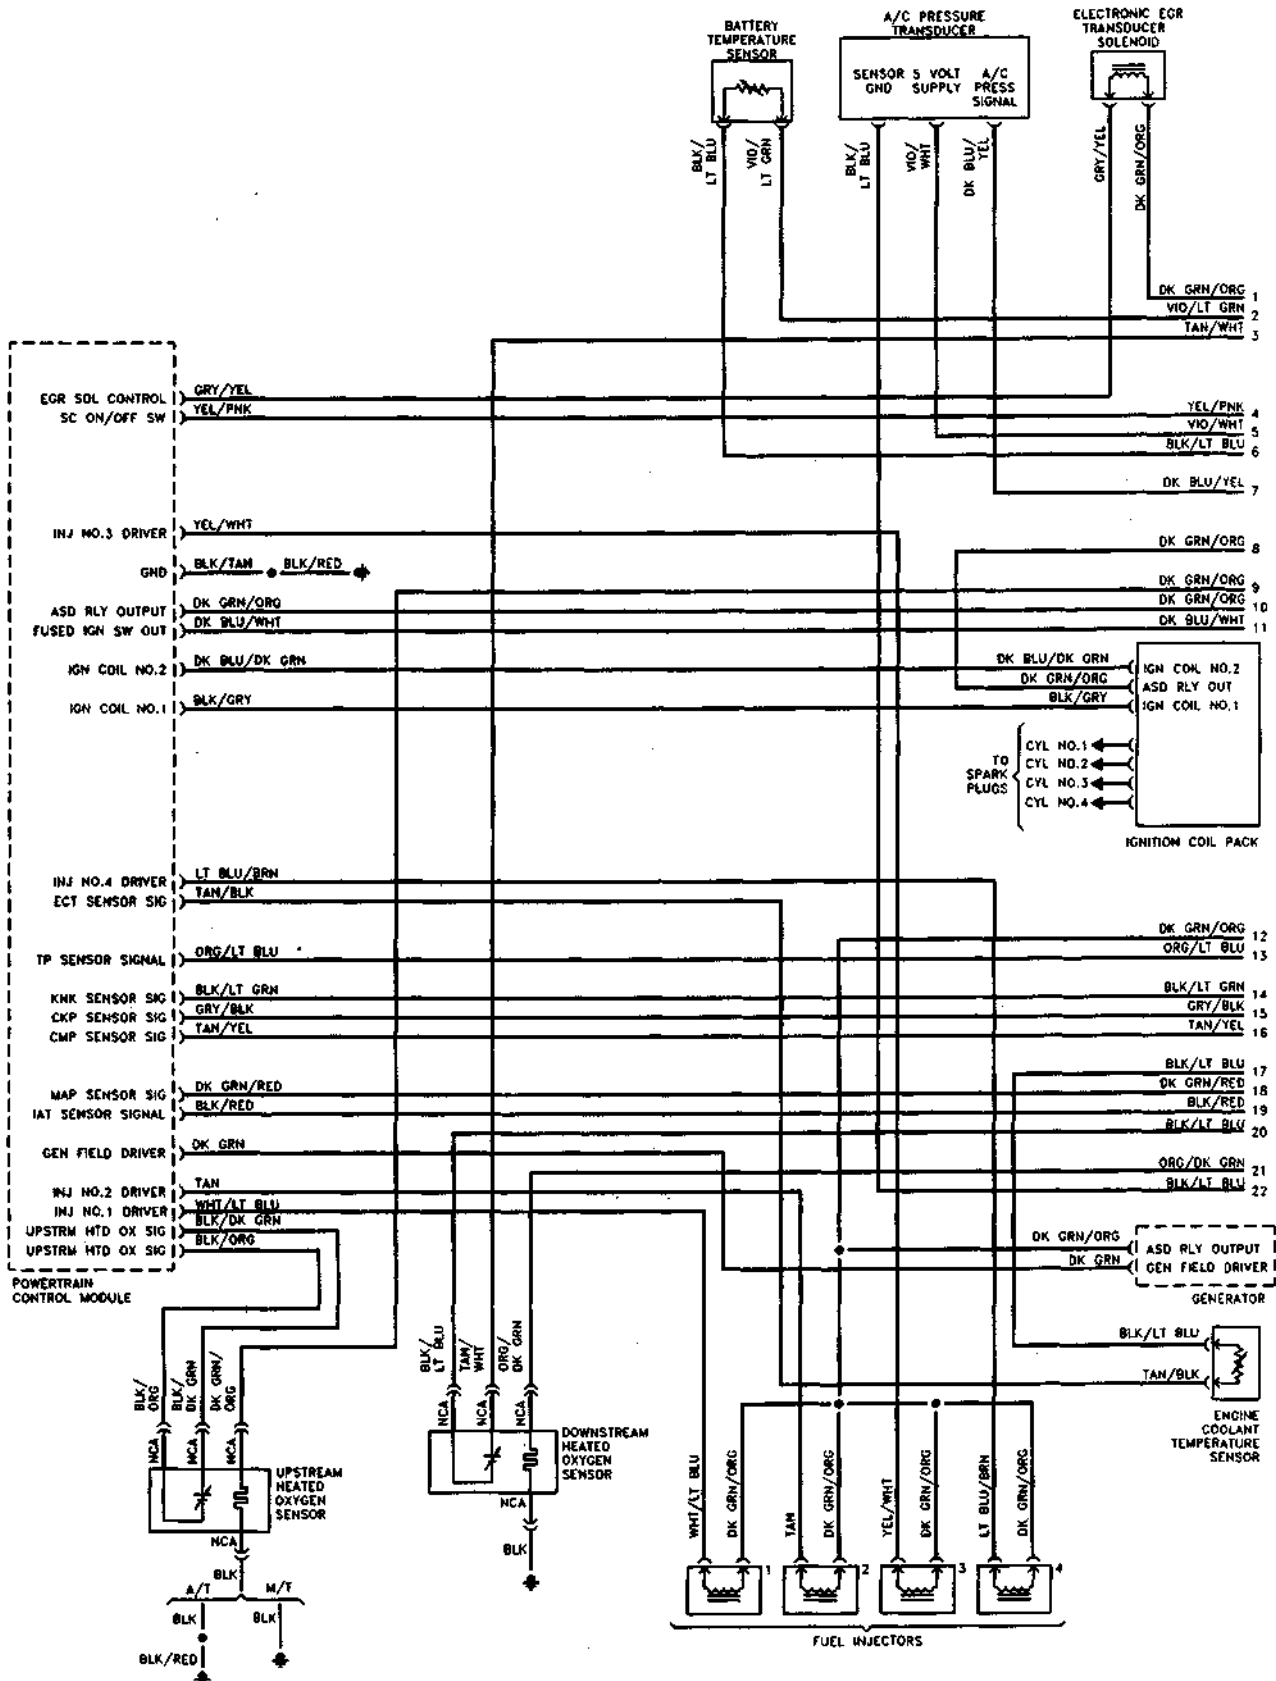 BATTERY
TEMPERATURE
SENSOR
A/C PRESSURE
TRANSDUCER
SENSOR GND
5 VOLT SUPPLY
A/C PRESS SIGNAL
ELECTRONIC EGR
TRANSDUCER
SOLENOID
BLK/
LT BLU
VIO/
LT GRN
BLK/
LT BLU
VIO/
WHT
DK BLU/
YEL
GRY/YEL
DK GRN/ORG
DK GRN/ORG 1
VIO/LT GRN 2
TAN/WHT 3
EGR SOL CONTROL GRY/YEL
SC ON/OFF SW YEL/PNK
YEL/PNK 4
VIO/WHT 5
BLK/LT BLU 6
DK BLU/YEL 7
INJ NO.3 DRIVER YEL/WHT
DK GRN/ORG 8
GND BLK/TAN BLK/RED
DK GRN/ORG 9
ASD RLY OUTPUT DK GRN/ORG
DK GRN/ORG 10
FUSED IGN SW OUT DK BLU/WHT
DK BLU/WHT 11
IGN COIL NO.2 DK BLU/DK GRN
DK BLU/DK GRN IGN COIL NO.2
DK GRN/ORG ASD RLY OUT
IGN COIL NO.1 BLK/GRY
BLK/GRY IGN COIL NO.1
TO
SPARK
PLUGS
CYL NO.1
CYL NO.2
CYL NO.3
CYL NO.4
IGNITION COIL PACK
INJ NO.4 DRIVER LT BLU/BRN
ECT SENSOR SIG TAN/BLK
DK GRN/ORG 12
TP SENSOR SIGNAL ORG/LT BLU
ORG/LT BLU 13
KNK SENSOR SIG BLK/LT GRN
BLK/LT GRN 14
CKP SENSOR SIG GRY/BLK
GRY/BLK 15
CMP SENSOR SIG TAN/YEL
TAN/YEL 16
BLK/LT BLU 17
MAP SENSOR SIG DK GRN/RED
DK GRN/RED 18
IAT SENSOR SIGNAL BLK/RED
BLK/RED 19
BLK/LT BLU 20
GEN FIELD DRIVER DK GRN
ORG/DK GRN 21
INJ NO.2 DRIVER TAN
BLK/LT BLU 22
INJ NO.1 DRIVER WHT/LT BLU
UPSTRM HTD OX SIG BLK/DK GRN
UPSTRM HTD OX SIG BLK/ORG
POWERTRAIN
CONTROL MODULE
DK GRN/ORG ASD RLY OUTPUT
DK GRN GEN FIELD DRIVER
GENERATOR
BLK/LT BLU
TAN/BLK
ENGINE
COOLANT
TEMPERATURE
SENSOR
BLK/
ORG
BLK/
DK GRN
DK GRN/
ORG
NCA
NCA
NCA
UPSTREAM
HEATED
OXYGEN
SENSOR
NCA
BLK
A/T
M/T
BLK
BLK
BLK/RED
BLK/
LT BLU
TAN/
WHT
ORG/
DK GRN
NCA
NCA
NCA
DOWNSTREAM
HEATED
OXYGEN
SENSOR
NCA
BLK
WHT/LT BLU
DK GRN/ORG
TAN
DK GRN/ORG
YEL/WHT
DK GRN/ORG
LT BLU/BRN
DK GRN/ORG
1
2
3
4
FUEL INJECTORS